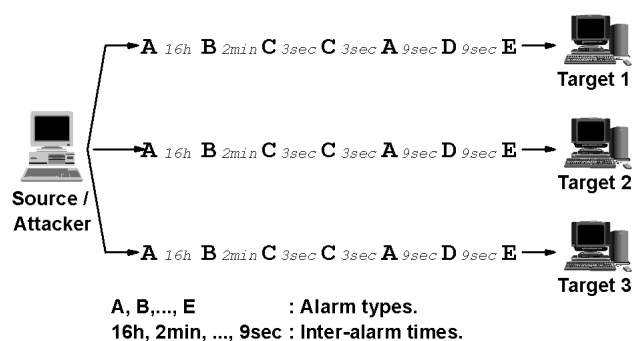 A 16h B 2min C 3sec C 3sec A 9sec D 9sec E
Target 1
A 16h B 2min C 3sec C 3sec A 9sec D 9sec E
Target 2
Source /
Attacker
A 16h B 2min C 3sec C 3sec A 9sec D 9sec E
Target 3
A, B,..., E : Alarm types.
16h, 2min, ..., 9sec : Inter-alarm times.